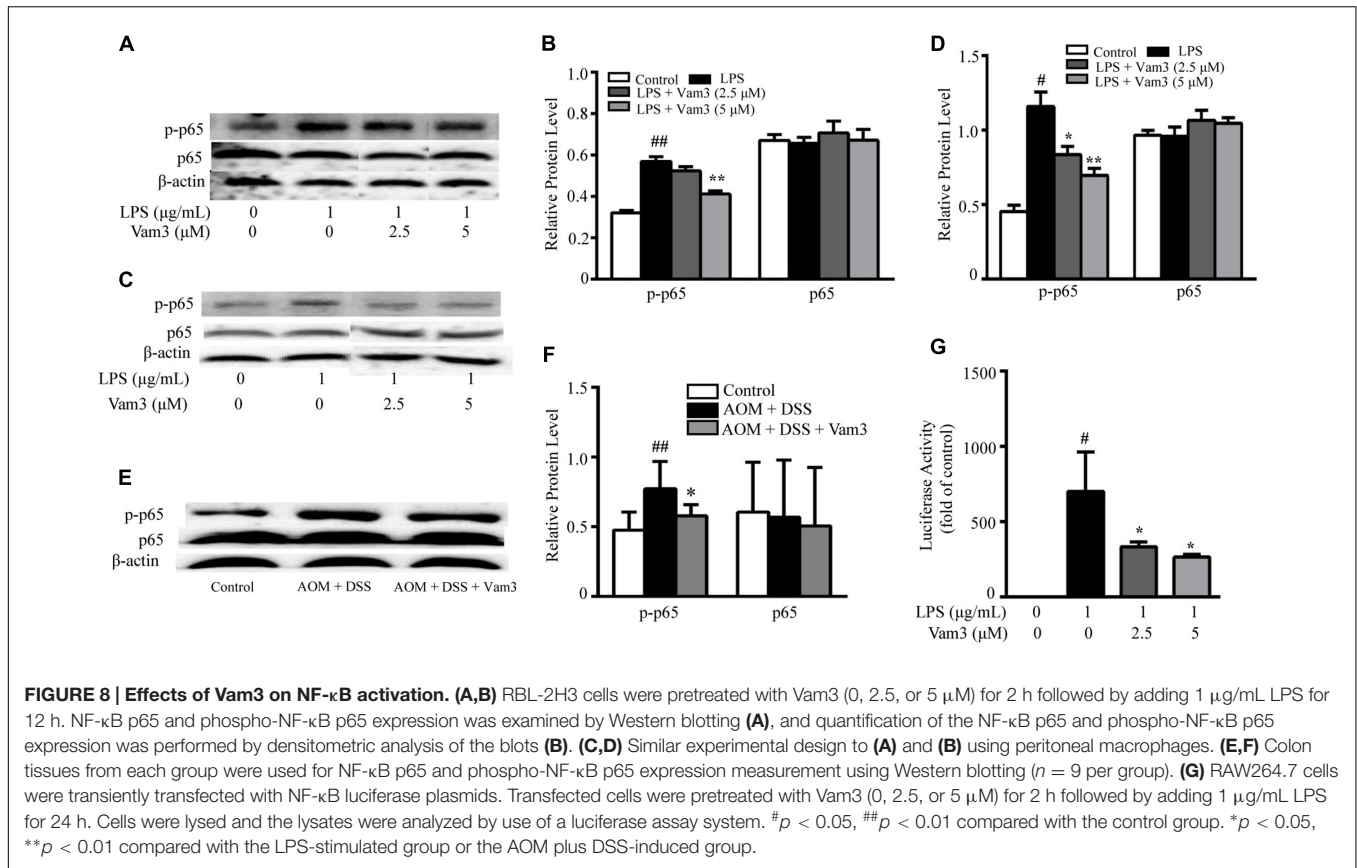 A
p-p65
p65
β-actin
LPS (μg/mL) 0 1 1 1
Vam3 (μM) 0 0 2.5 5
B
Control LPS
LPS + Vam3 (2.5 μM)
LPS + Vam3 (5 μM)
Relative Protein Level
1.0
0.8
0.6
0.4
0.2
0
##
**
p-p65 p65
D
Control LPS
LPS + Vam3 (2.5 μM)
LPS + Vam3 (5 μM)
Relative Protein Level
1.5
1.0
0.5
0
#
*
**
p-p65 p65
C
p-p65
p65
β-actin
LPS (μg/mL) 0 1 1 1
Vam3 (μM) 0 0 2.5 5
E
p-p65
p65
β-actin
Control AOM + DSS AOM + DSS + Vam3
F
Control
AOM + DSS
AOM + DSS + Vam3
Relative Protein Level
1.5
1.0
0.5
0
##
*
p-p65 p65
G
Luciferase Activity
(fold of control)
1500
1000
500
0
#
*
*
LPS (μg/mL) 0 1 1 1
Vam3 (μM) 0 0 2.5 5
FIGURE 8 | Effects of Vam3 on NF-κB activation. (A,B) RBL-2H3 cells were pretreated with Vam3 (0, 2.5, or 5 μM) for 2 h followed by adding 1 μg/mL LPS for
12 h. NF-κB p65 and phospho-NF-κB p65 expression was examined by Western blotting (A), and quantification of the NF-κB p65 and phospho-NF-κB p65
expression was performed by densitometric analysis of the blots (B). (C,D) Similar experimental design to (A) and (B) using peritoneal macrophages. (E,F) Colon
tissues from each group were used for NF-κB p65 and phospho-NF-κB p65 expression measurement using Western blotting (n = 9 per group). (G) RAW264.7 cells
were transiently transfected with NF-κB luciferase plasmids. Transfected cells were pretreated with Vam3 (0, 2.5, or 5 μM) for 2 h followed by adding 1 μg/mL LPS
for 24 h. Cells were lysed and the lysates were analyzed by use of a luciferase assay system. #p < 0.05, ##p < 0.01 compared with the control group. *p < 0.05,
**p < 0.01 compared with the LPS-stimulated group or the AOM plus DSS-induced group.